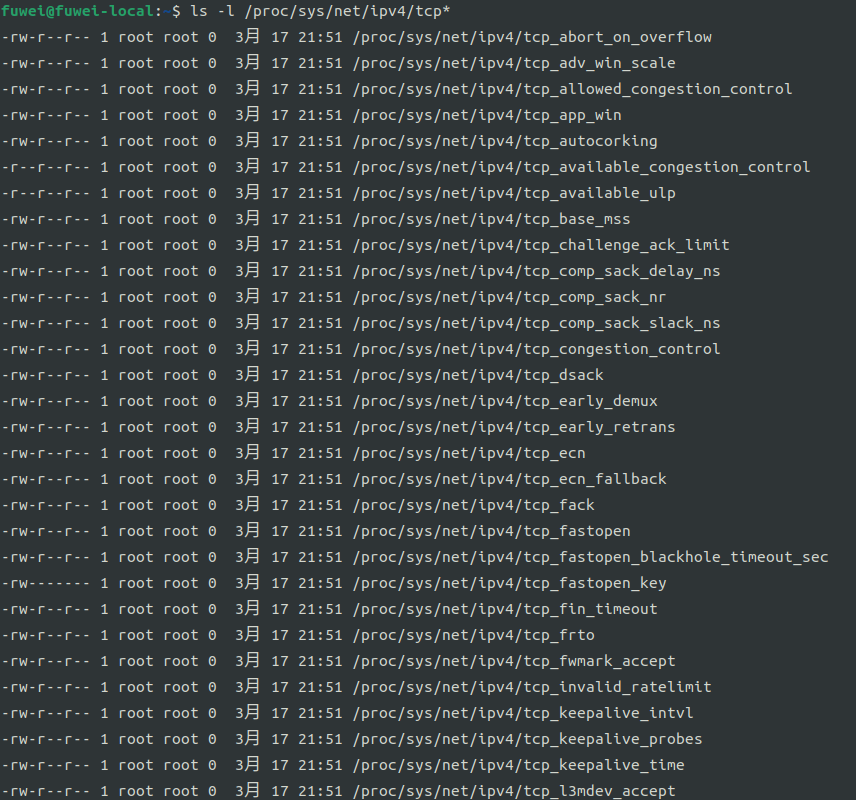 fuwei@fuwei-local:~$ ls -l /proc/sys/net/ipv4/tcp*
-rw-r--r-- 1 root root 0  3月 17 21:51 /proc/sys/net/ipv4/tcp_abort_on_overflow
-rw-r--r-- 1 root root 0  3月 17 21:51 /proc/sys/net/ipv4/tcp_adv_win_scale
-rw-r--r-- 1 root root 0  3月 17 21:51 /proc/sys/net/ipv4/tcp_allowed_congestion_control
-rw-r--r-- 1 root root 0  3月 17 21:51 /proc/sys/net/ipv4/tcp_app_win
-rw-r--r-- 1 root root 0  3月 17 21:51 /proc/sys/net/ipv4/tcp_autocorking
-r--r--r-- 1 root root 0  3月 17 21:51 /proc/sys/net/ipv4/tcp_available_congestion_control
-r--r--r-- 1 root root 0  3月 17 21:51 /proc/sys/net/ipv4/tcp_available_ulp
-rw-r--r-- 1 root root 0  3月 17 21:51 /proc/sys/net/ipv4/tcp_base_mss
-rw-r--r-- 1 root root 0  3月 17 21:51 /proc/sys/net/ipv4/tcp_challenge_ack_limit
-rw-r--r-- 1 root root 0  3月 17 21:51 /proc/sys/net/ipv4/tcp_comp_sack_delay_ns
-rw-r--r-- 1 root root 0  3月 17 21:51 /proc/sys/net/ipv4/tcp_comp_sack_nr
-rw-r--r-- 1 root root 0  3月 17 21:51 /proc/sys/net/ipv4/tcp_comp_sack_slack_ns
-rw-r--r-- 1 root root 0  3月 17 21:51 /proc/sys/net/ipv4/tcp_congestion_control
-rw-r--r-- 1 root root 0  3月 17 21:51 /proc/sys/net/ipv4/tcp_dsack
-rw-r--r-- 1 root root 0  3月 17 21:51 /proc/sys/net/ipv4/tcp_early_demux
-rw-r--r-- 1 root root 0  3月 17 21:51 /proc/sys/net/ipv4/tcp_early_retrans
-rw-r--r-- 1 root root 0  3月 17 21:51 /proc/sys/net/ipv4/tcp_ecn
-rw-r--r-- 1 root root 0  3月 17 21:51 /proc/sys/net/ipv4/tcp_ecn_fallback
-rw-r--r-- 1 root root 0  3月 17 21:51 /proc/sys/net/ipv4/tcp_fack
-rw-r--r-- 1 root root 0  3月 17 21:51 /proc/sys/net/ipv4/tcp_fastopen
-rw-r--r-- 1 root root 0  3月 17 21:51 /proc/sys/net/ipv4/tcp_fastopen_blackhole_timeout_sec
-rw------- 1 root root 0  3月 17 21:51 /proc/sys/net/ipv4/tcp_fastopen_key
-rw-r--r-- 1 root root 0  3月 17 21:51 /proc/sys/net/ipv4/tcp_fin_timeout
-rw-r--r-- 1 root root 0  3月 17 21:51 /proc/sys/net/ipv4/tcp_frto
-rw-r--r-- 1 root root 0  3月 17 21:51 /proc/sys/net/ipv4/tcp_fwmark_accept
-rw-r--r-- 1 root root 0  3月 17 21:51 /proc/sys/net/ipv4/tcp_invalid_ratelimit
-rw-r--r-- 1 root root 0  3月 17 21:51 /proc/sys/net/ipv4/tcp_keepalive_intvl
-rw-r--r-- 1 root root 0  3月 17 21:51 /proc/sys/net/ipv4/tcp_keepalive_probes
-rw-r--r-- 1 root root 0  3月 17 21:51 /proc/sys/net/ipv4/tcp_keepalive_time
-rw-r--r-- 1 root root 0  3月 17 21:51 /proc/sys/net/ipv4/tcp_l3mdev_accept